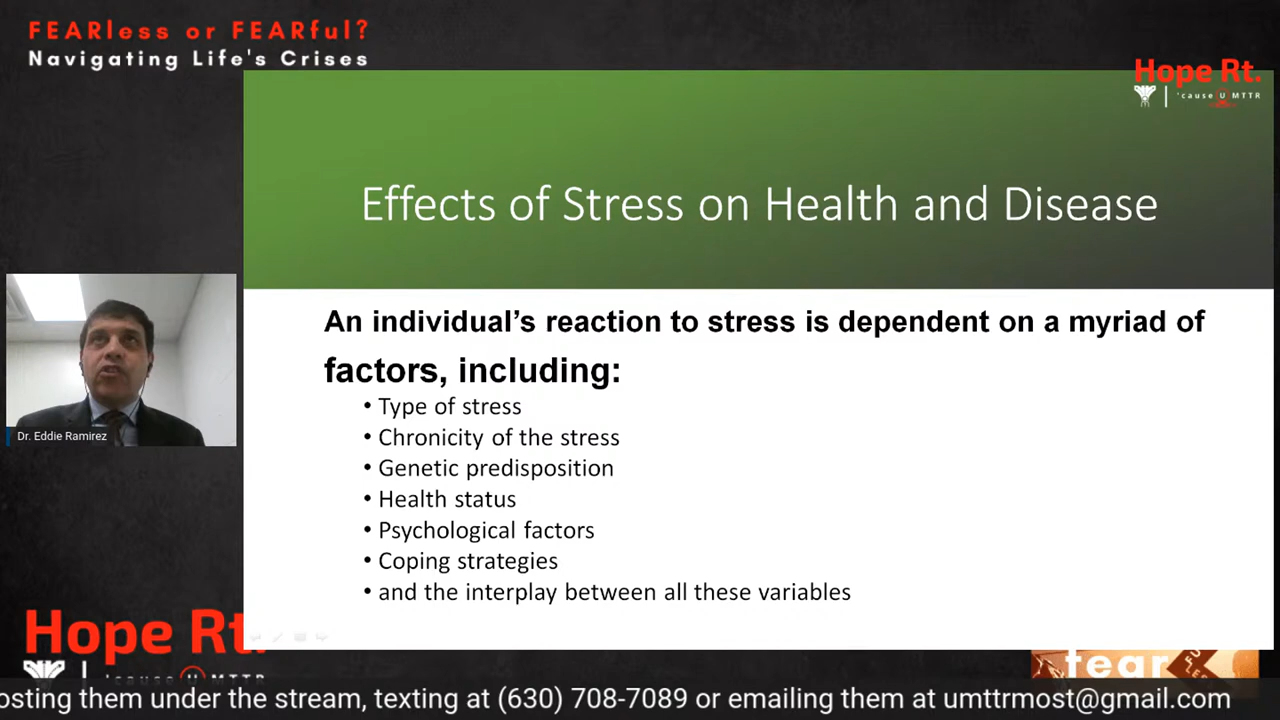 FEARless or FEARful?
Navigating Life's Crises
Hope Rt.
'cause U MTTR
Effects of Stress on Health and Disease
An individual's reaction to stress is dependent on a myriad of
factors, including:
• Type of stress
• Chronicity of the stress
• Genetic predisposition
• Health status
• Psychological factors
• Coping strategies
• and the interplay between all these variables
Dr. Eddie Ramirez
Hope Rt.
'cause U MTTR
fear
osting them under the stream, texting at (630) 708-7089 or emailing them at umttrmost@gmail.com